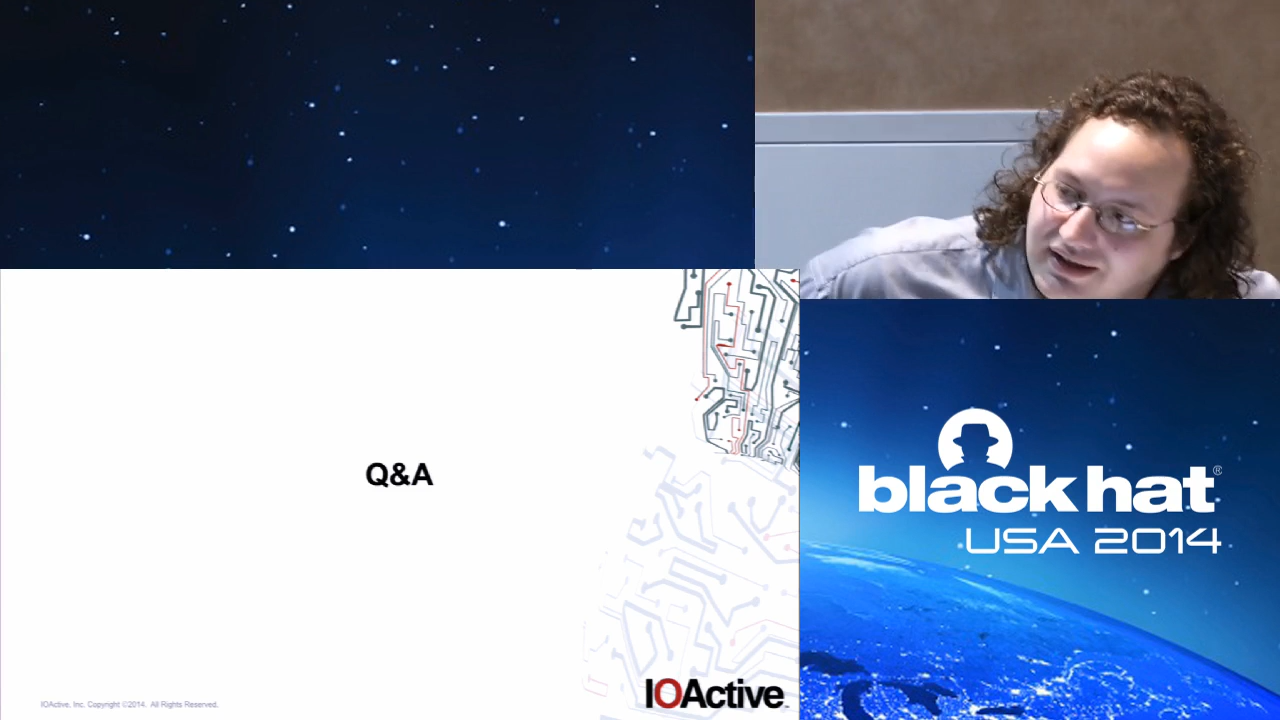 Q&A
black hat®
USA 2014
IOActive, Inc. Copyright ©2014. All Rights Reserved.
IOActive